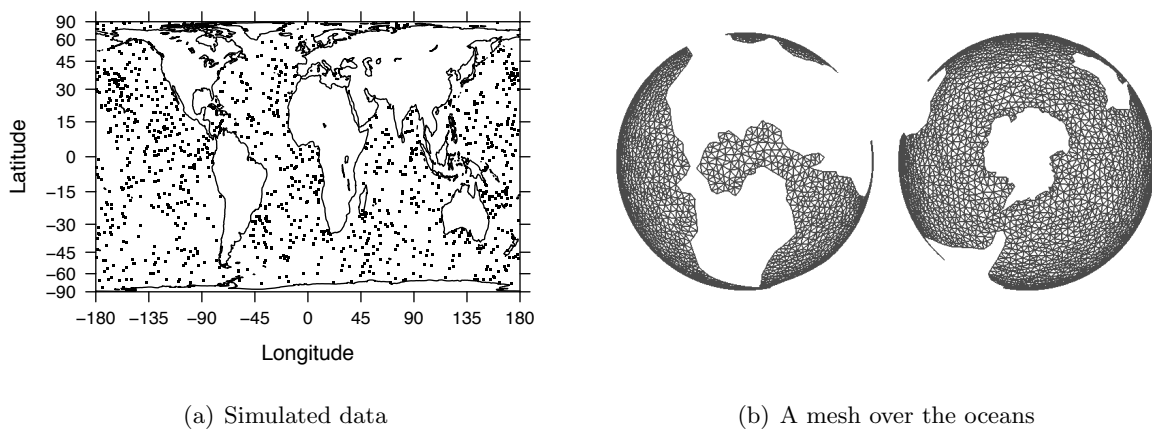 90
60
45
30
15
0
−15
−30
−45
−60
−90
Latitude
−180 −135 −90 −45 0 45 90 135 180
Longitude
(a) Simulated data
(b) A mesh over the oceans